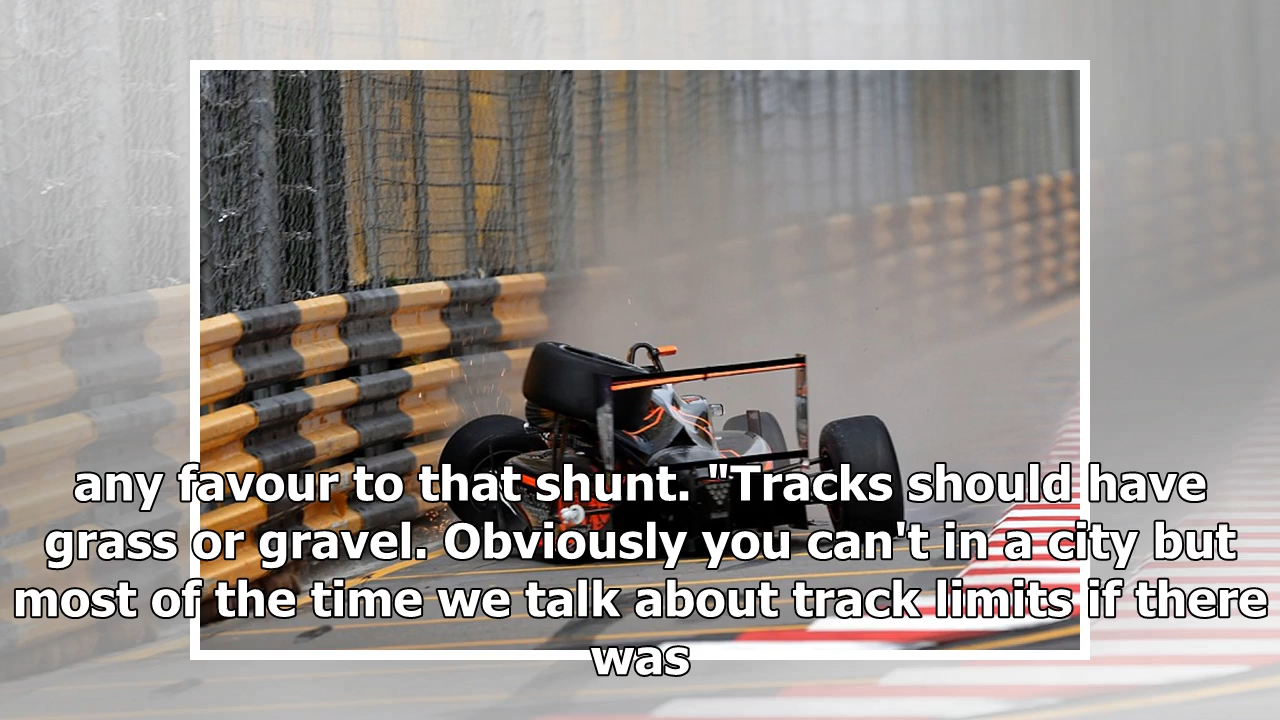 any favour to that shunt. "Tracks should have
grass or gravel. Obviously you can't in a city but
most of the time we talk about track limits if there
was